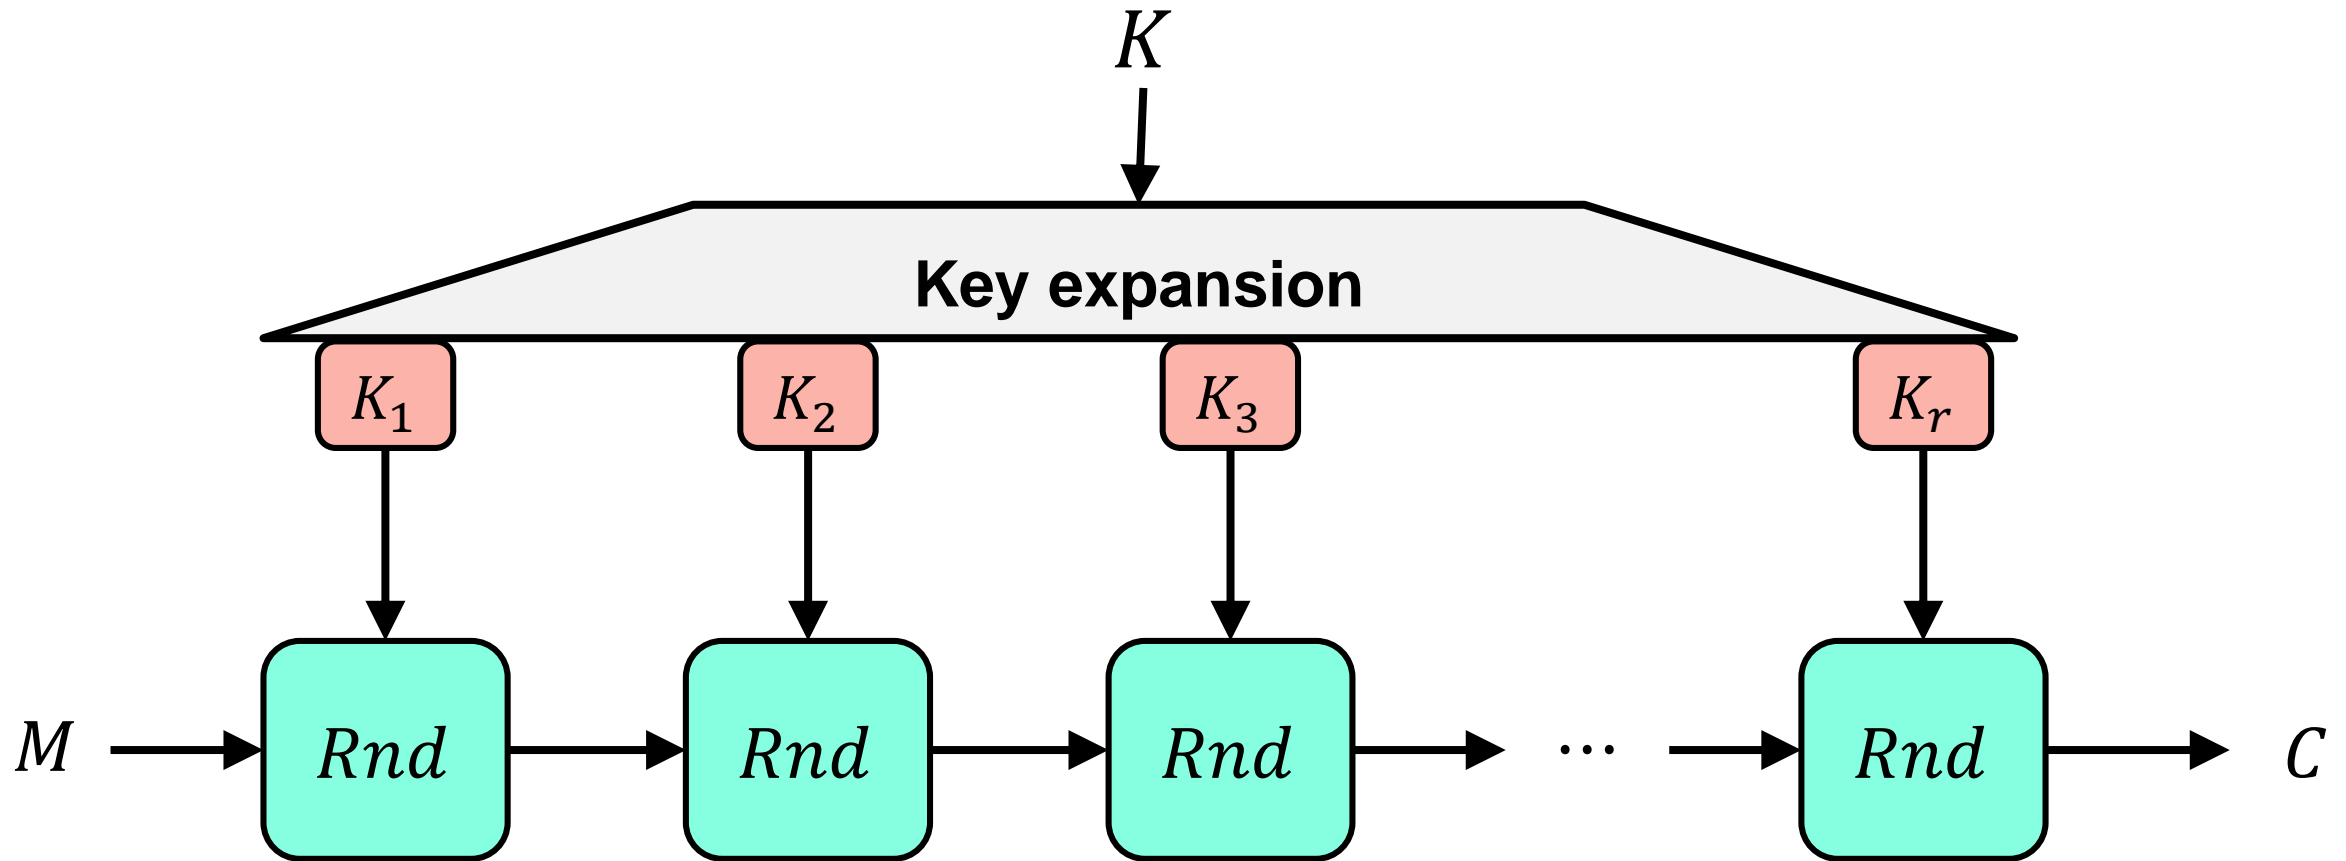 K
Key expansion
K₁ K₂ K₃ Kᵣ
M Rnd Rnd Rnd ··· Rnd C